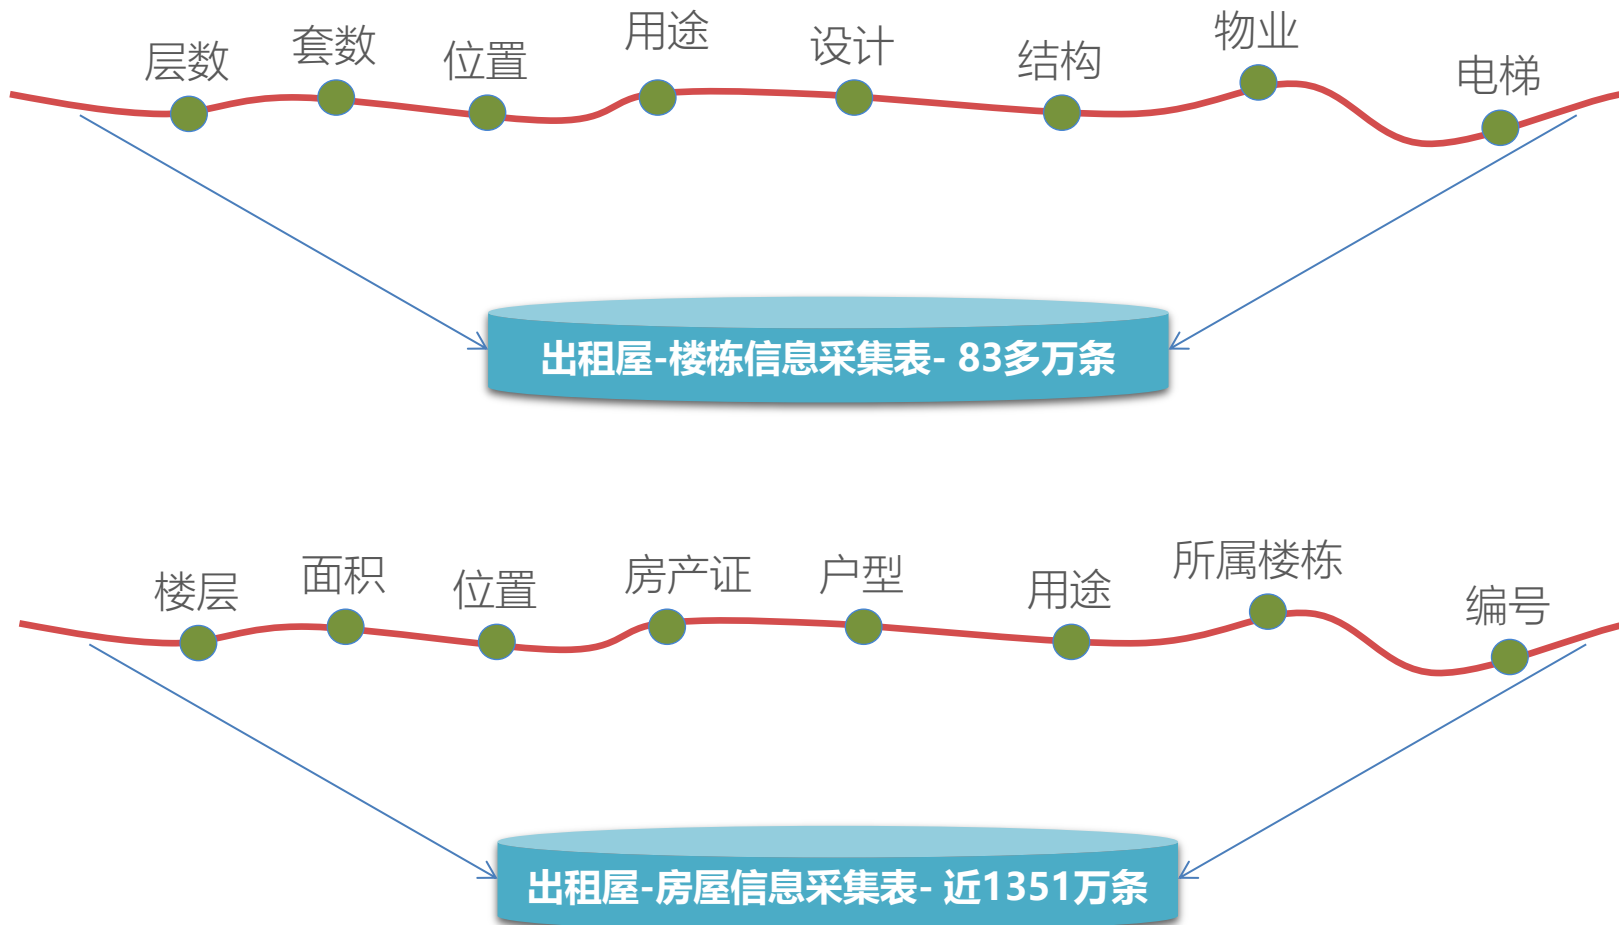 层数
套数
位置
用途
设计
结构
物业
电梯
出租屋-楼栋信息采集表- 83多万条
楼层
面积
位置
房产证
户型
用途
所属楼栋
编号
出租屋-房屋信息采集表- 近1351万条